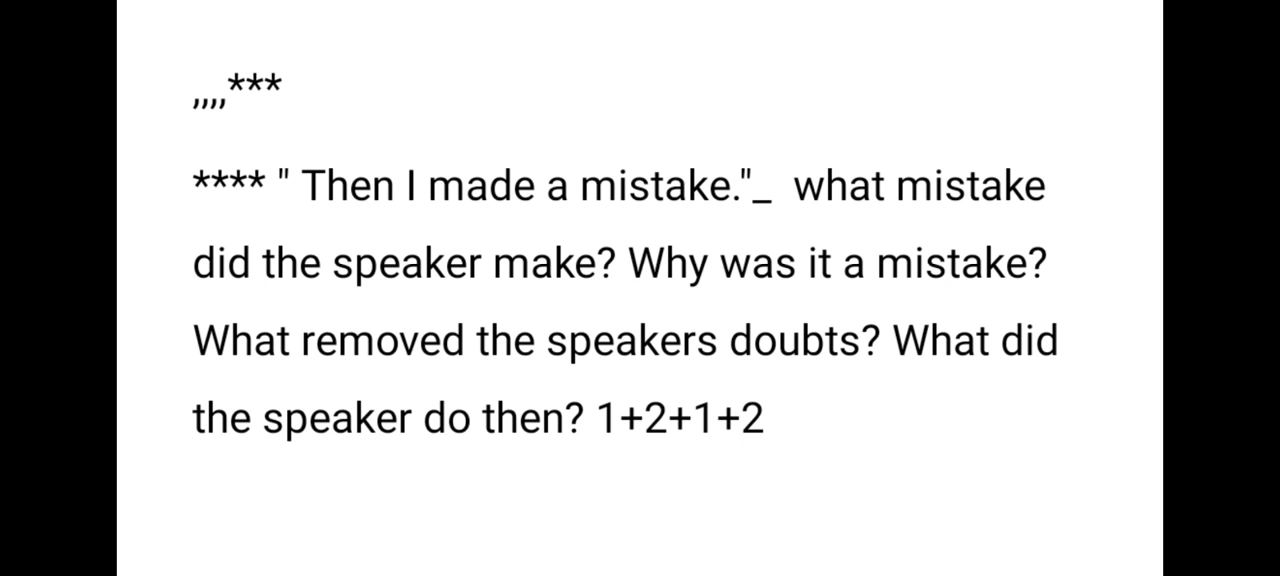 ,,,,***
**** " Then I made a mistake."_  what mistake
did the speaker make? Why was it a mistake?
What removed the speakers doubts? What did
the speaker do then? 1+2+1+2